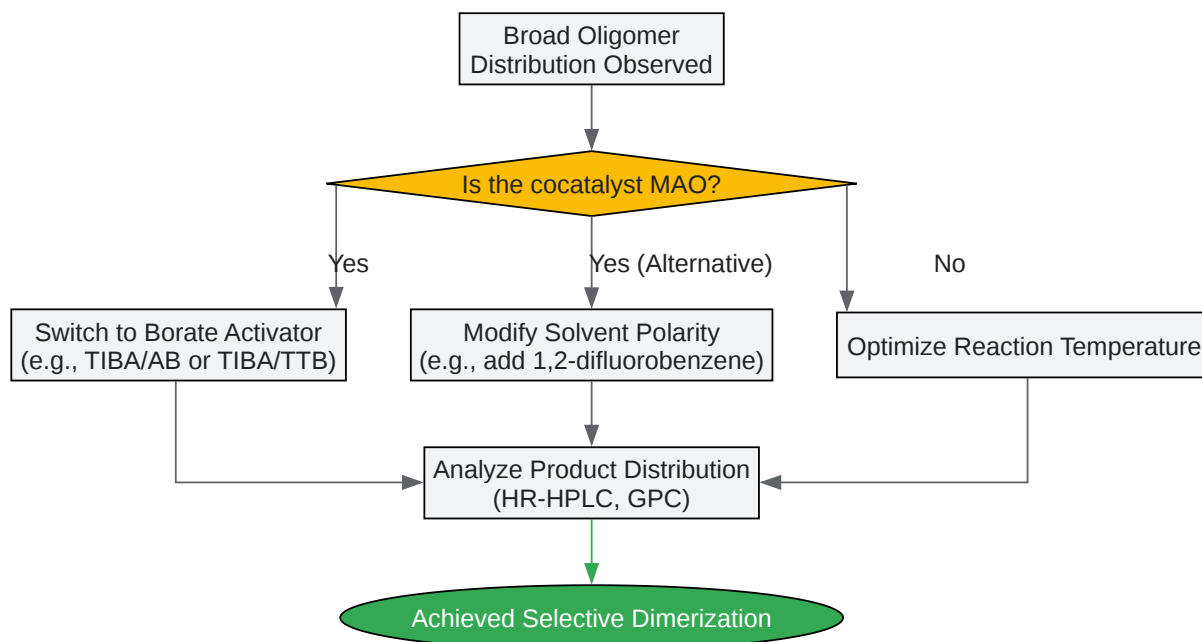 Broad Oligomer
Distribution Observed
Is the cocatalyst MAO?
Yes
Yes (Alternative)
No
Switch to Borate Activator
(e.g., TIBA/AB or TIBA/TTB)
Modify Solvent Polarity
(e.g., add 1,2-difluorobenzene)
Optimize Reaction Temperature
Analyze Product Distribution
(HR-HPLC, GPC)
Achieved Selective Dimerization